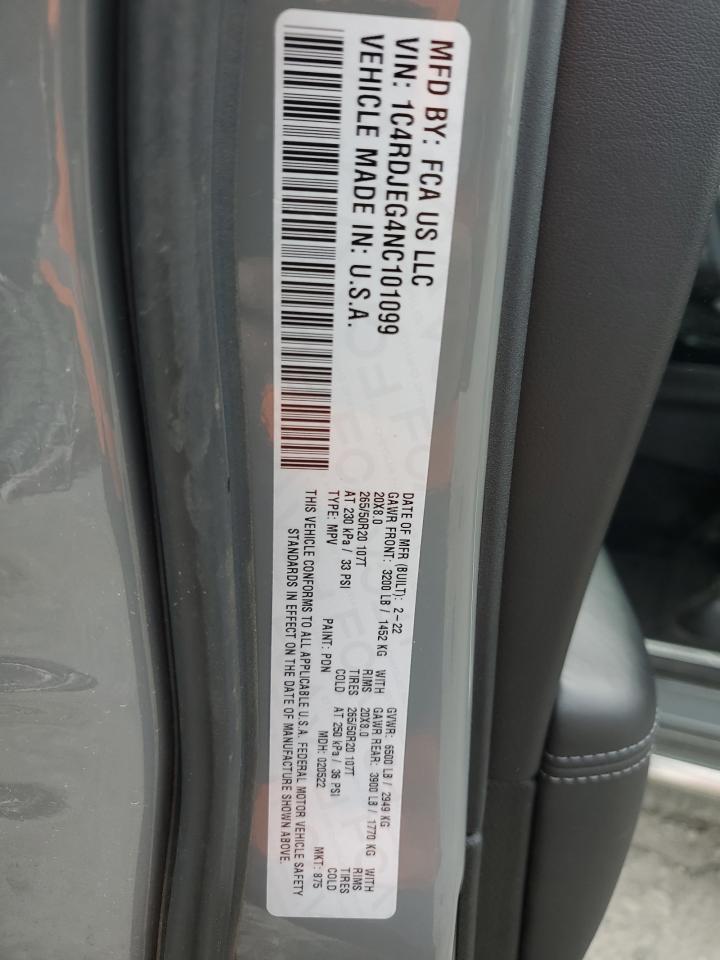 MFD BY: FCA US LLC
VIN: 1C4RDJEG4NC101099
VEHICLE MADE IN: U.S.A.
DATE OF MFR (BUILT): 2-22 GVWR: 6500 LB / 2949 KG
GAWR FRONT: 3200 LB / 1452 KG WITH GAWR REAR: 3900 LB / 1770 KG WITH
20X8.0 RIMS 20X8.0 RIMS
265/50R20 107T TIRES 265/50R20 107T TIRES
AT 230 kPa / 33 PSI COLD AT 250 kPa / 36 PSI COLD
TYPE: MPV PAINT: PDN MDH: 020522 MKT: 875
THIS VEHICLE CONFORMS TO ALL APPLICABLE U.S.A. FEDERAL MOTOR VEHICLE SAFETY
STANDARDS IN EFFECT ON THE DATE OF MANUFACTURE SHOWN ABOVE.